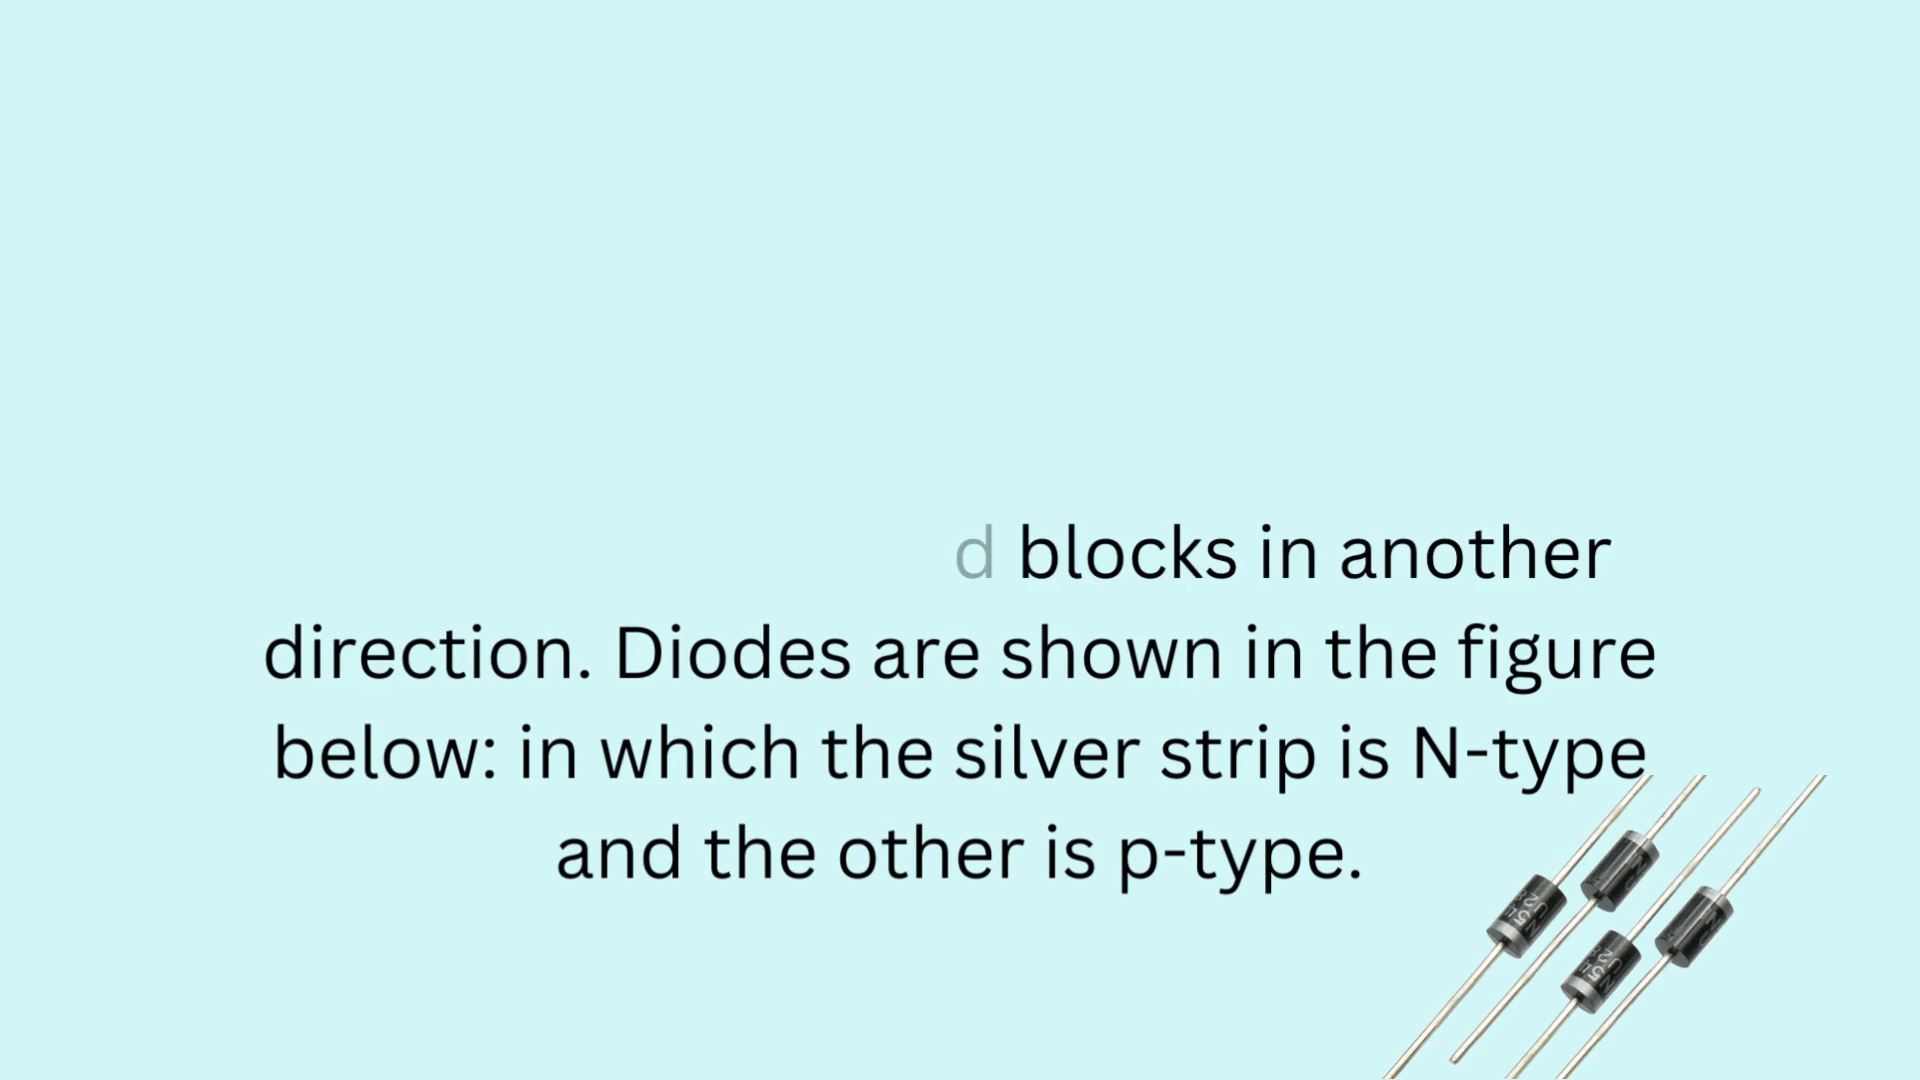 d blocks in another
direction. Diodes are shown in the figure
below: in which the silver strip is N-type
and the other is p-type.